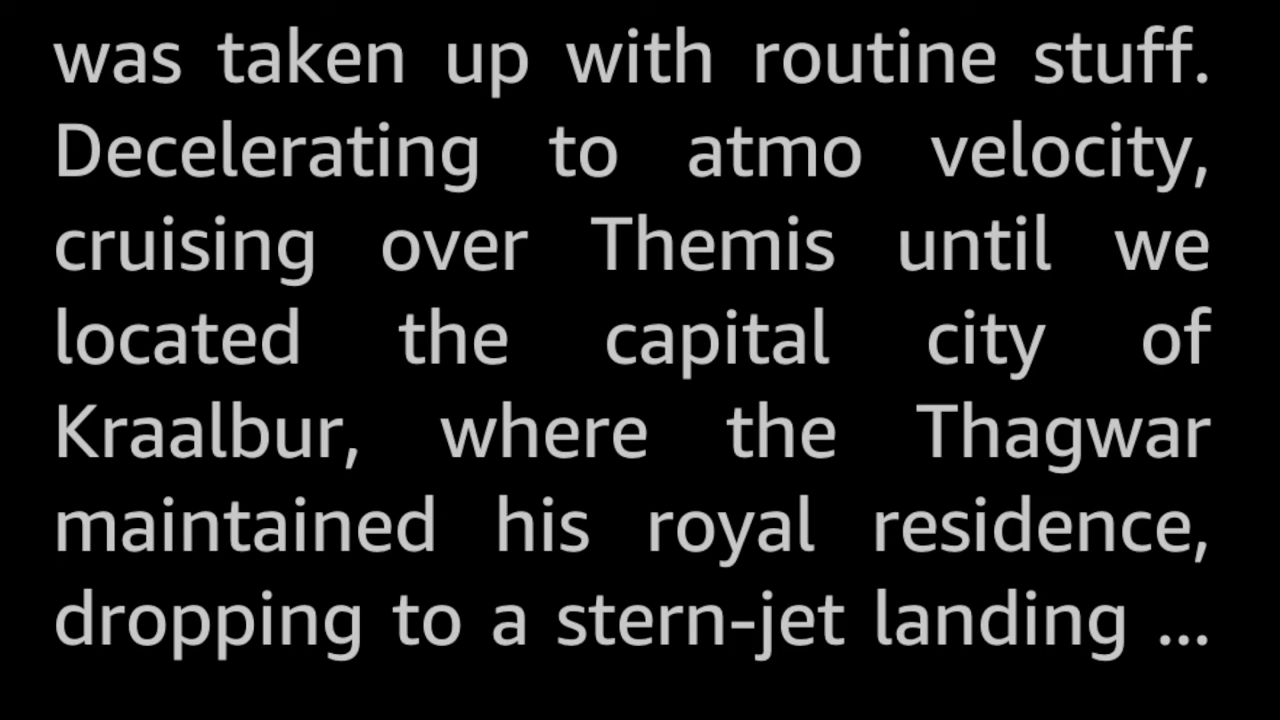 was taken up with routine stuff.
Decelerating to atmo velocity,
cruising over Themis until we
located the capital city of
Kraalbur, where the Thagwar
maintained his royal residence,
dropping to a stern-jet landing ...